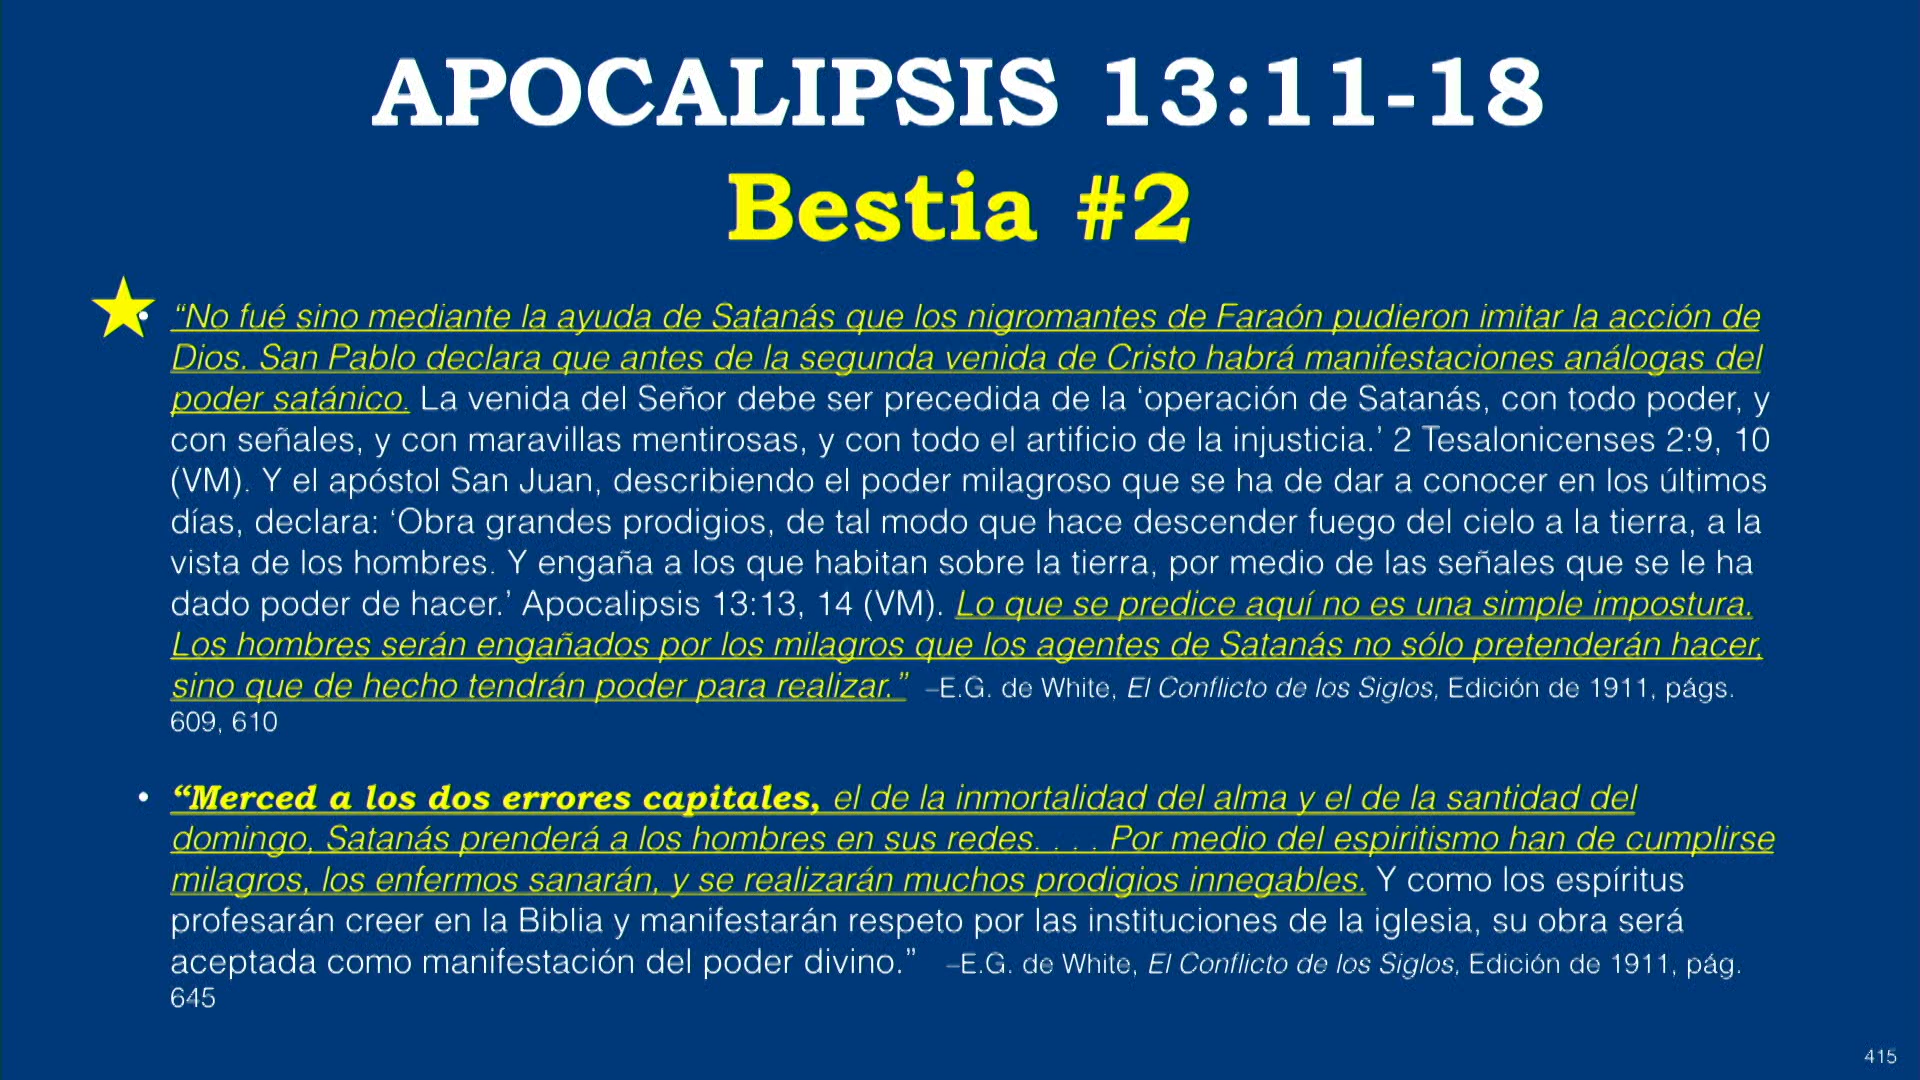 APOCALIPSIS 13:11-18
Bestia #2
• “No fué sino mediante la ayuda de Satanás que los nigromantes de Faraón pudieron imitar la acción de
Dios. San Pablo declara que antes de la segunda venida de Cristo habrá manifestaciones análogas del
poder satánico. La venida del Señor debe ser precedida de la ‘operación de Satanás, con todo poder, y
con señales, y con maravillas mentirosas, y con todo el artificio de la injusticia.’ 2 Tesalonicenses 2:9, 10
(VM). Y el apóstol San Juan, describiendo el poder milagroso que se ha de dar a conocer en los últimos
días, declara: ‘Obra grandes prodigios, de tal modo que hace descender fuego del cielo a la tierra, a la
vista de los hombres. Y engaña a los que habitan sobre la tierra, por medio de las señales que se le ha
dado poder de hacer.’ Apocalipsis 13:13, 14 (VM). Lo que se predice aquí no es una simple impostura.
Los hombres serán engañados por los milagros que los agentes de Satanás no sólo pretenderán hacer,
sino que de hecho tendrán poder para realizar.” –E.G. de White, El Conflicto de los Siglos, Edición de 1911, págs.
609, 610
• “Merced a los dos errores capitales, el de la inmortalidad del alma y el de la santidad del
domingo, Satanás prenderá a los hombres en sus redes. . . . Por medio del espiritismo han de cumplirse
milagros, los enfermos sanarán, y se realizarán muchos prodigios innegables. Y como los espíritus
profesarán creer en la Biblia y manifestarán respeto por las instituciones de la iglesia, su obra será
aceptada como manifestación del poder divino.” –E.G. de White, El Conflicto de los Siglos, Edición de 1911, pág.
645
415